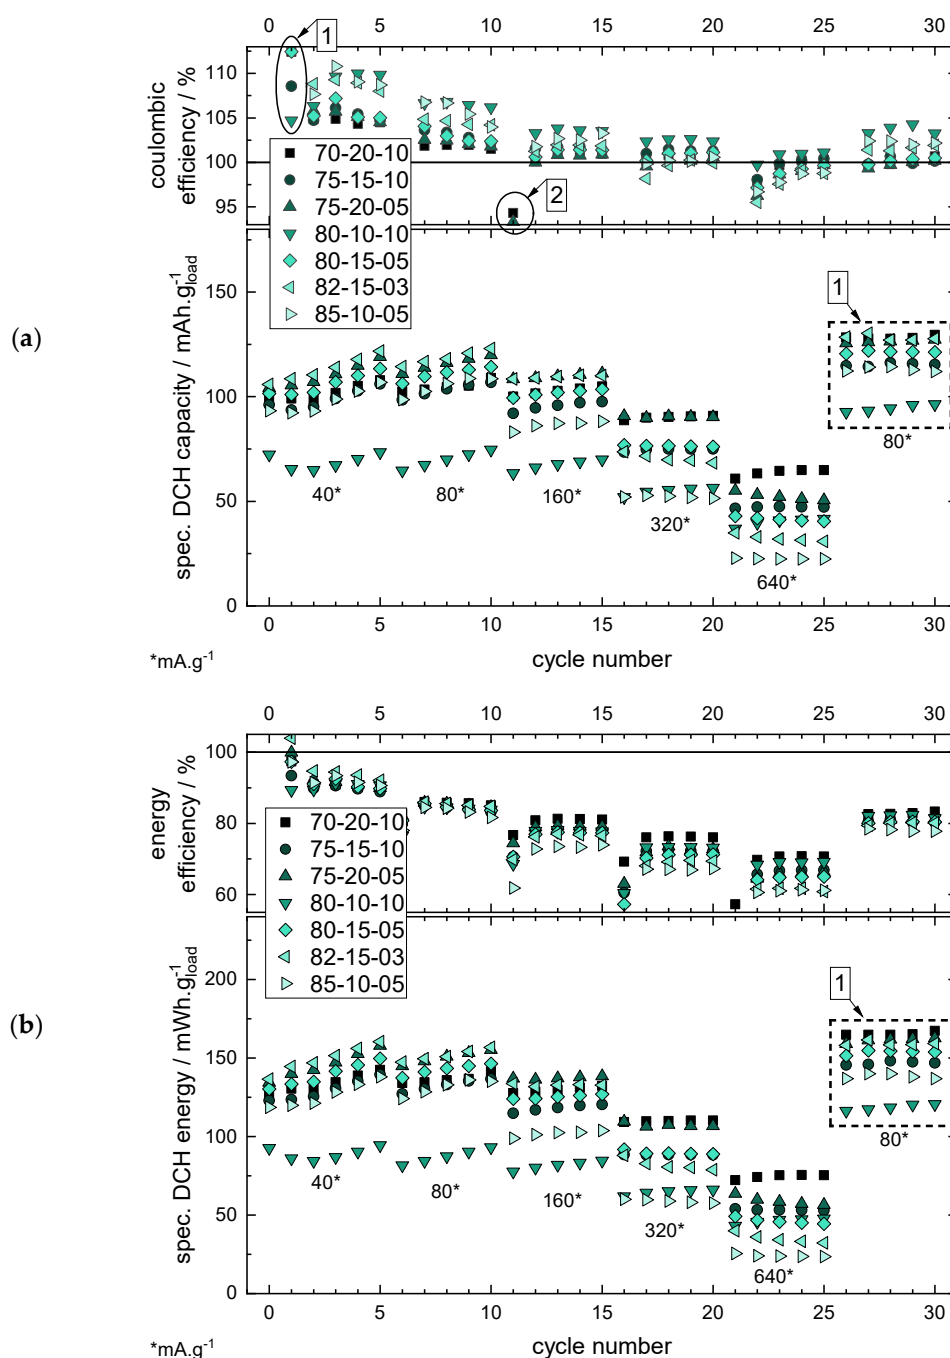 (a)
0 5 10 15 20 25 30
1
coulombic
efficiency / %
110
105
100
95
2
70-20-10
75-15-10
75-20-05
80-10-10
80-15-05
82-15-03
85-10-05
spec. DCH capacity / mAh.g⁻¹load
150
100
50
0
1
40*
80*
160*
320*
640*
80*
0 5 10 15 20 25 30
*mA.g⁻¹
cycle number
(b)
0 5 10 15 20 25 30
energy
efficiency / %
100
80
60
70-20-10
75-15-10
75-20-05
80-10-10
80-15-05
82-15-03
85-10-05
spec. DCH energy / mWh.g⁻¹load
200
150
100
50
0
1
40*
80*
160*
320*
640*
80*
0 5 10 15 20 25 30
*mA.g⁻¹
cycle number